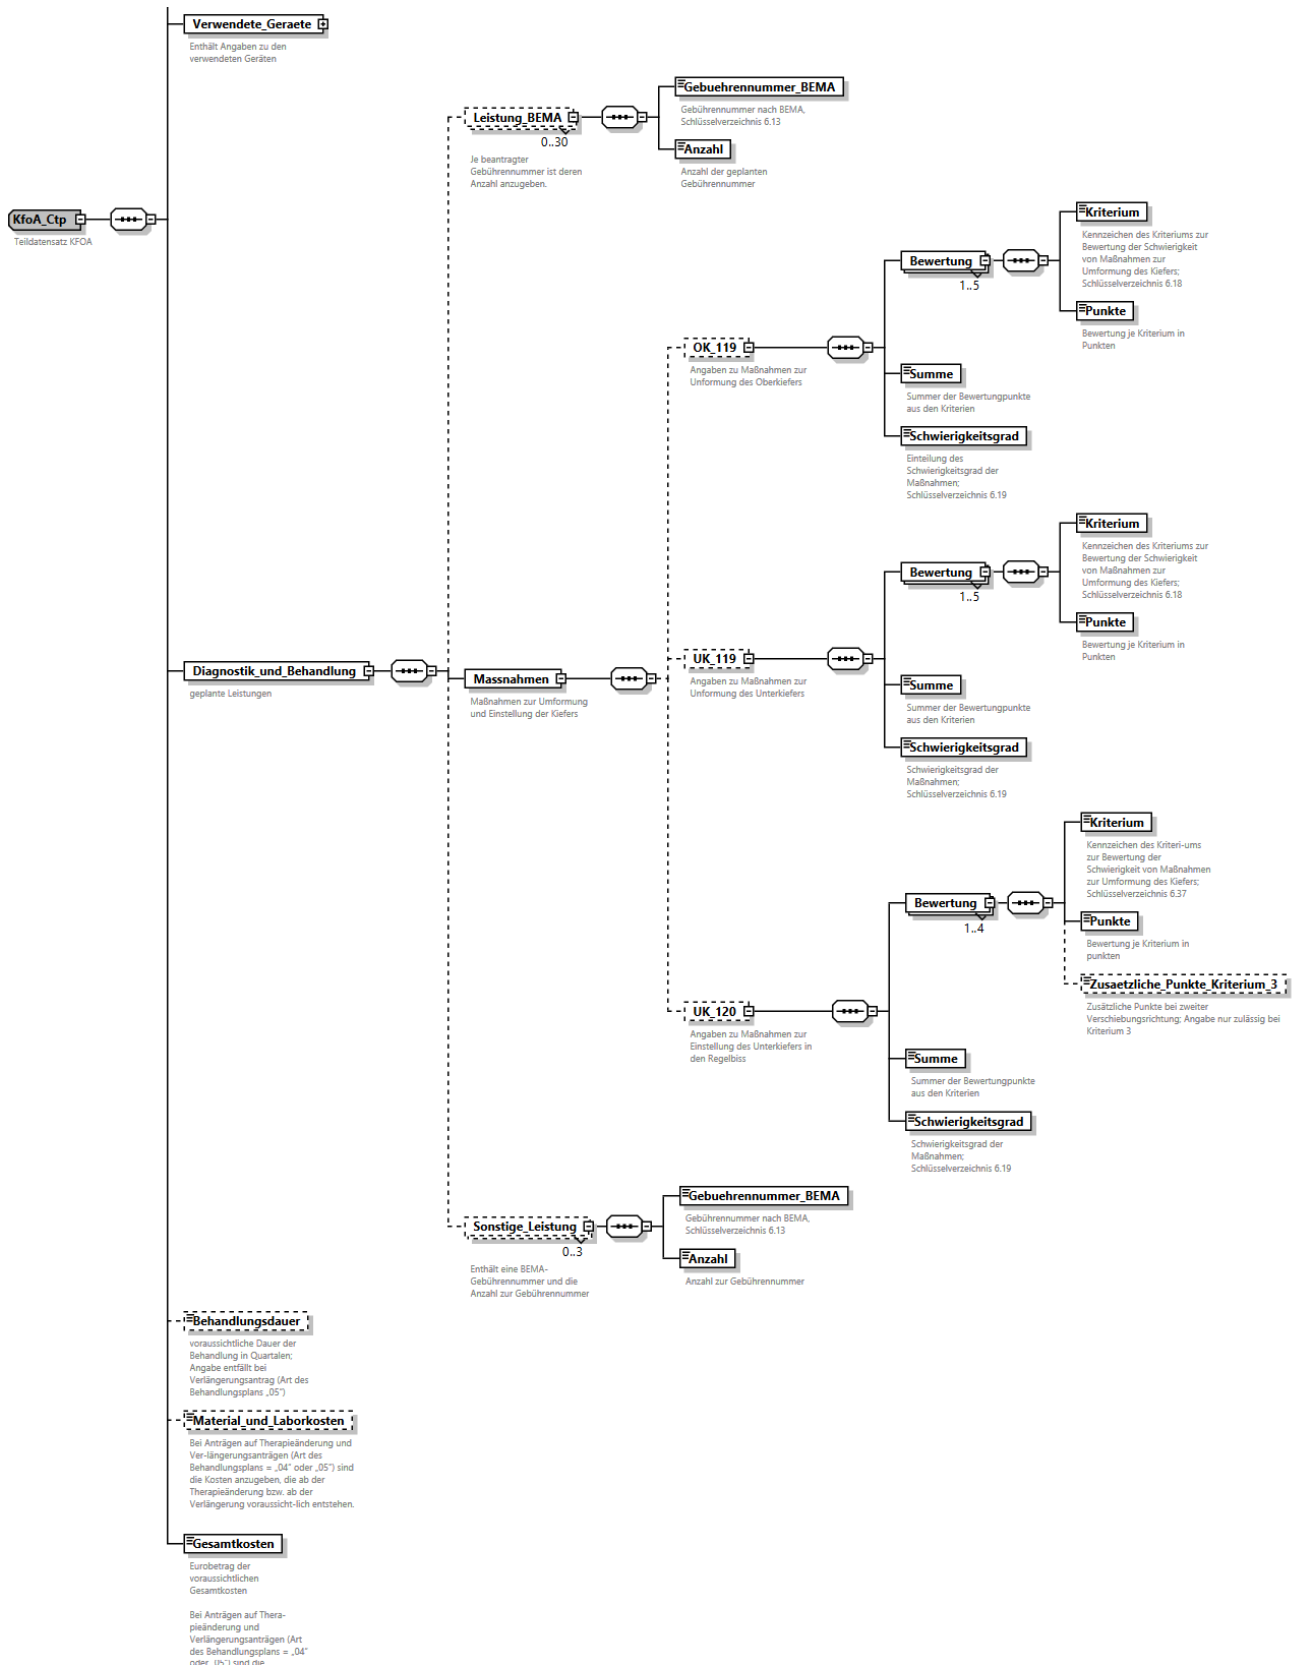 Verwendete_Geraete
Enthält Angaben zu den
verwendeten Geräten
Gebuehrennummer_BEMA
Gebührennummer nach BEMA,
Schlüsselverzeichnis 6.13
Leistung_BEMA
0..30
Je beantragter
Gebührennummer ist deren
Anzahl anzugeben.
Anzahl
Anzahl der geplanten
Gebührennummer
KfoA_Ctp
Teildatensatz KFOA
Kriterium
Kennzeichen des Kriteriums zur
Bewertung der Schwierigkeit
von Maßnahmen zur
Umformung des Kiefers;
Schlüsselverzeichnis 6.18
Bewertung
1..5
Punkte
Bewertung je Kriterium in
Punkten
OK_119
Angaben zu Maßnahmen zur
Unformung des Oberkiefers
Summe
Summer der Bewertungpunkte
aus den Kriterien
Schwierigkeitsgrad
Einteilung des
Schwierigkeitsgrad der
Maßnahmen;
Schlüsselverzeichnis 6.19
Kriterium
Kennzeichen des Kriteriums zur
Bewertung der Schwierigkeit
von Maßnahmen zur
Umformung des Kiefers;
Schlüsselverzeichnis 6.18
Bewertung
1..5
Punkte
Bewertung je Kriterium in
Punkten
Diagnostik_und_Behandlung
geplante Leistungen
Massnahmen
Maßnahmen zur Umformung
und Einstellung der Kiefers
UK_119
Angaben zu Maßnahmen zur
Unformung des Unterkiefers
Summe
Summer der Bewertungpunkte
aus den Kriterien
Schwierigkeitsgrad
Schwierigkeitsgrad der
Maßnahmen;
Schlüsselverzeichnis 6.19
Kriterium
Kennzeichen des Kriteri-ums
zur Bewertung der
Schwierigkeit von Maßnahmen
zur Umformung des Kiefers;
Schlüsselverzeichnis 6.37
Bewertung
1..4
Punkte
Bewertung je Kriterium in
punkten
Zusaetzliche_Punkte_Kriterium_3
Zusätzliche Punkte bei zweiter
Verschiebungsrichtung; Angabe nur zulässig bei
Kriterium 3
UK_120
Angaben zu Maßnahmen zur
Einstellung des Unterkiefers in
den Regelbiss
Summe
Summer der Bewertungpunkte
aus den Kriterien
Schwierigkeitsgrad
Schwierigkeitsgrad der
Maßnahmen;
Schlüsselverzeichnis 6.19
Gebuehrennummer_BEMA
Gebührennummer nach BEMA,
Schlüsselverzeichnis 6.13
Sonstige_Leistung
0..3
Enthält eine BEMA-
Gebührennummer und die
Anzahl zur Gebührennummer
Anzahl
Anzahl zur Gebührennummer
Behandlungsdauer
voraussichtliche Dauer der
Behandlung in Quartalen;
Angabe entfällt bei
Verlängerungsantrag (Art des
Behandlungsplans „05")
Material_und_Laborkosten
Bei Anträgen auf Therapieänderung und
Ver-längerungsanträgen (Art des
Behandlungsplans = „04" oder „05") sind
die Kosten anzugeben, die ab der
Therapieänderung bzw. ab der
Verlängerung voraussicht-lich entstehen.
Gesamtkosten
Eurobetrag der
voraussichtlichen
Gesamtkosten
Bei Anträgen auf Thera-
pieänderung und
Verlängerungsanträgen (Art
des Behandlungsplans = „04"
oder „05") sind die